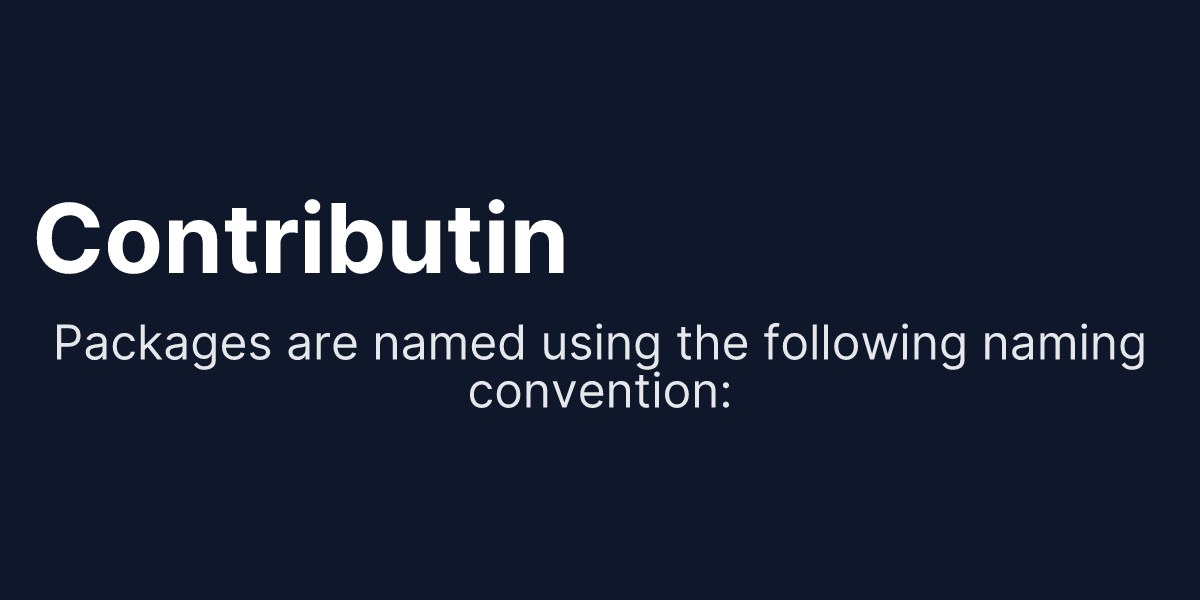 Contributin
Packages are named using the following naming
convention: